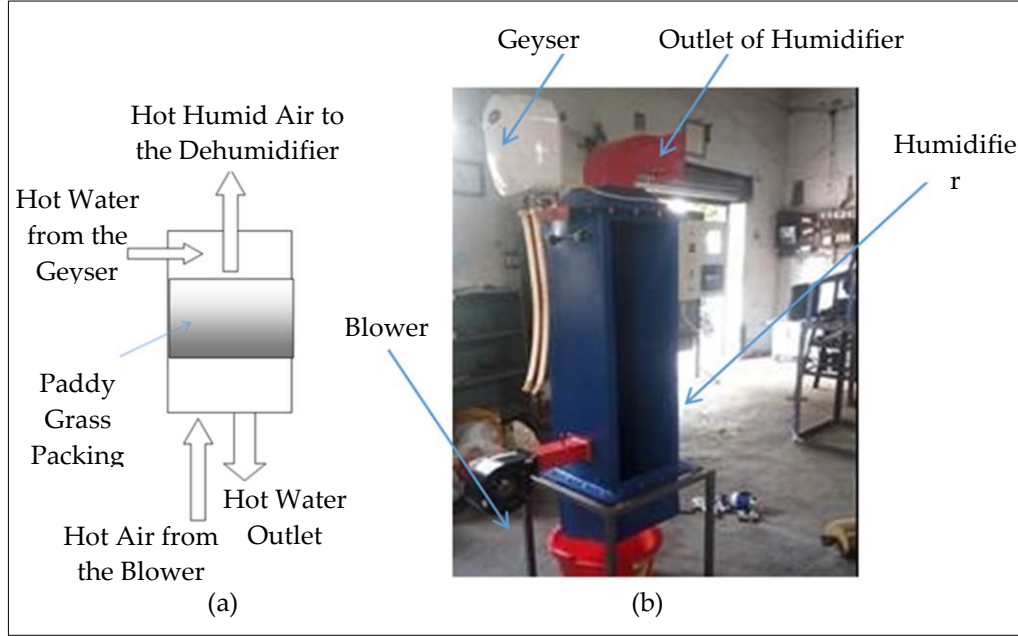 Geyser
Outlet of Humidifier
Hot Humid Air to
the Dehumidifier
Humidifie
r
Hot Water
from the
Geyser
Blower
Paddy
Grass
Packing
Hot Water
Outlet
Hot Air from
the Blower
(a)
(b)